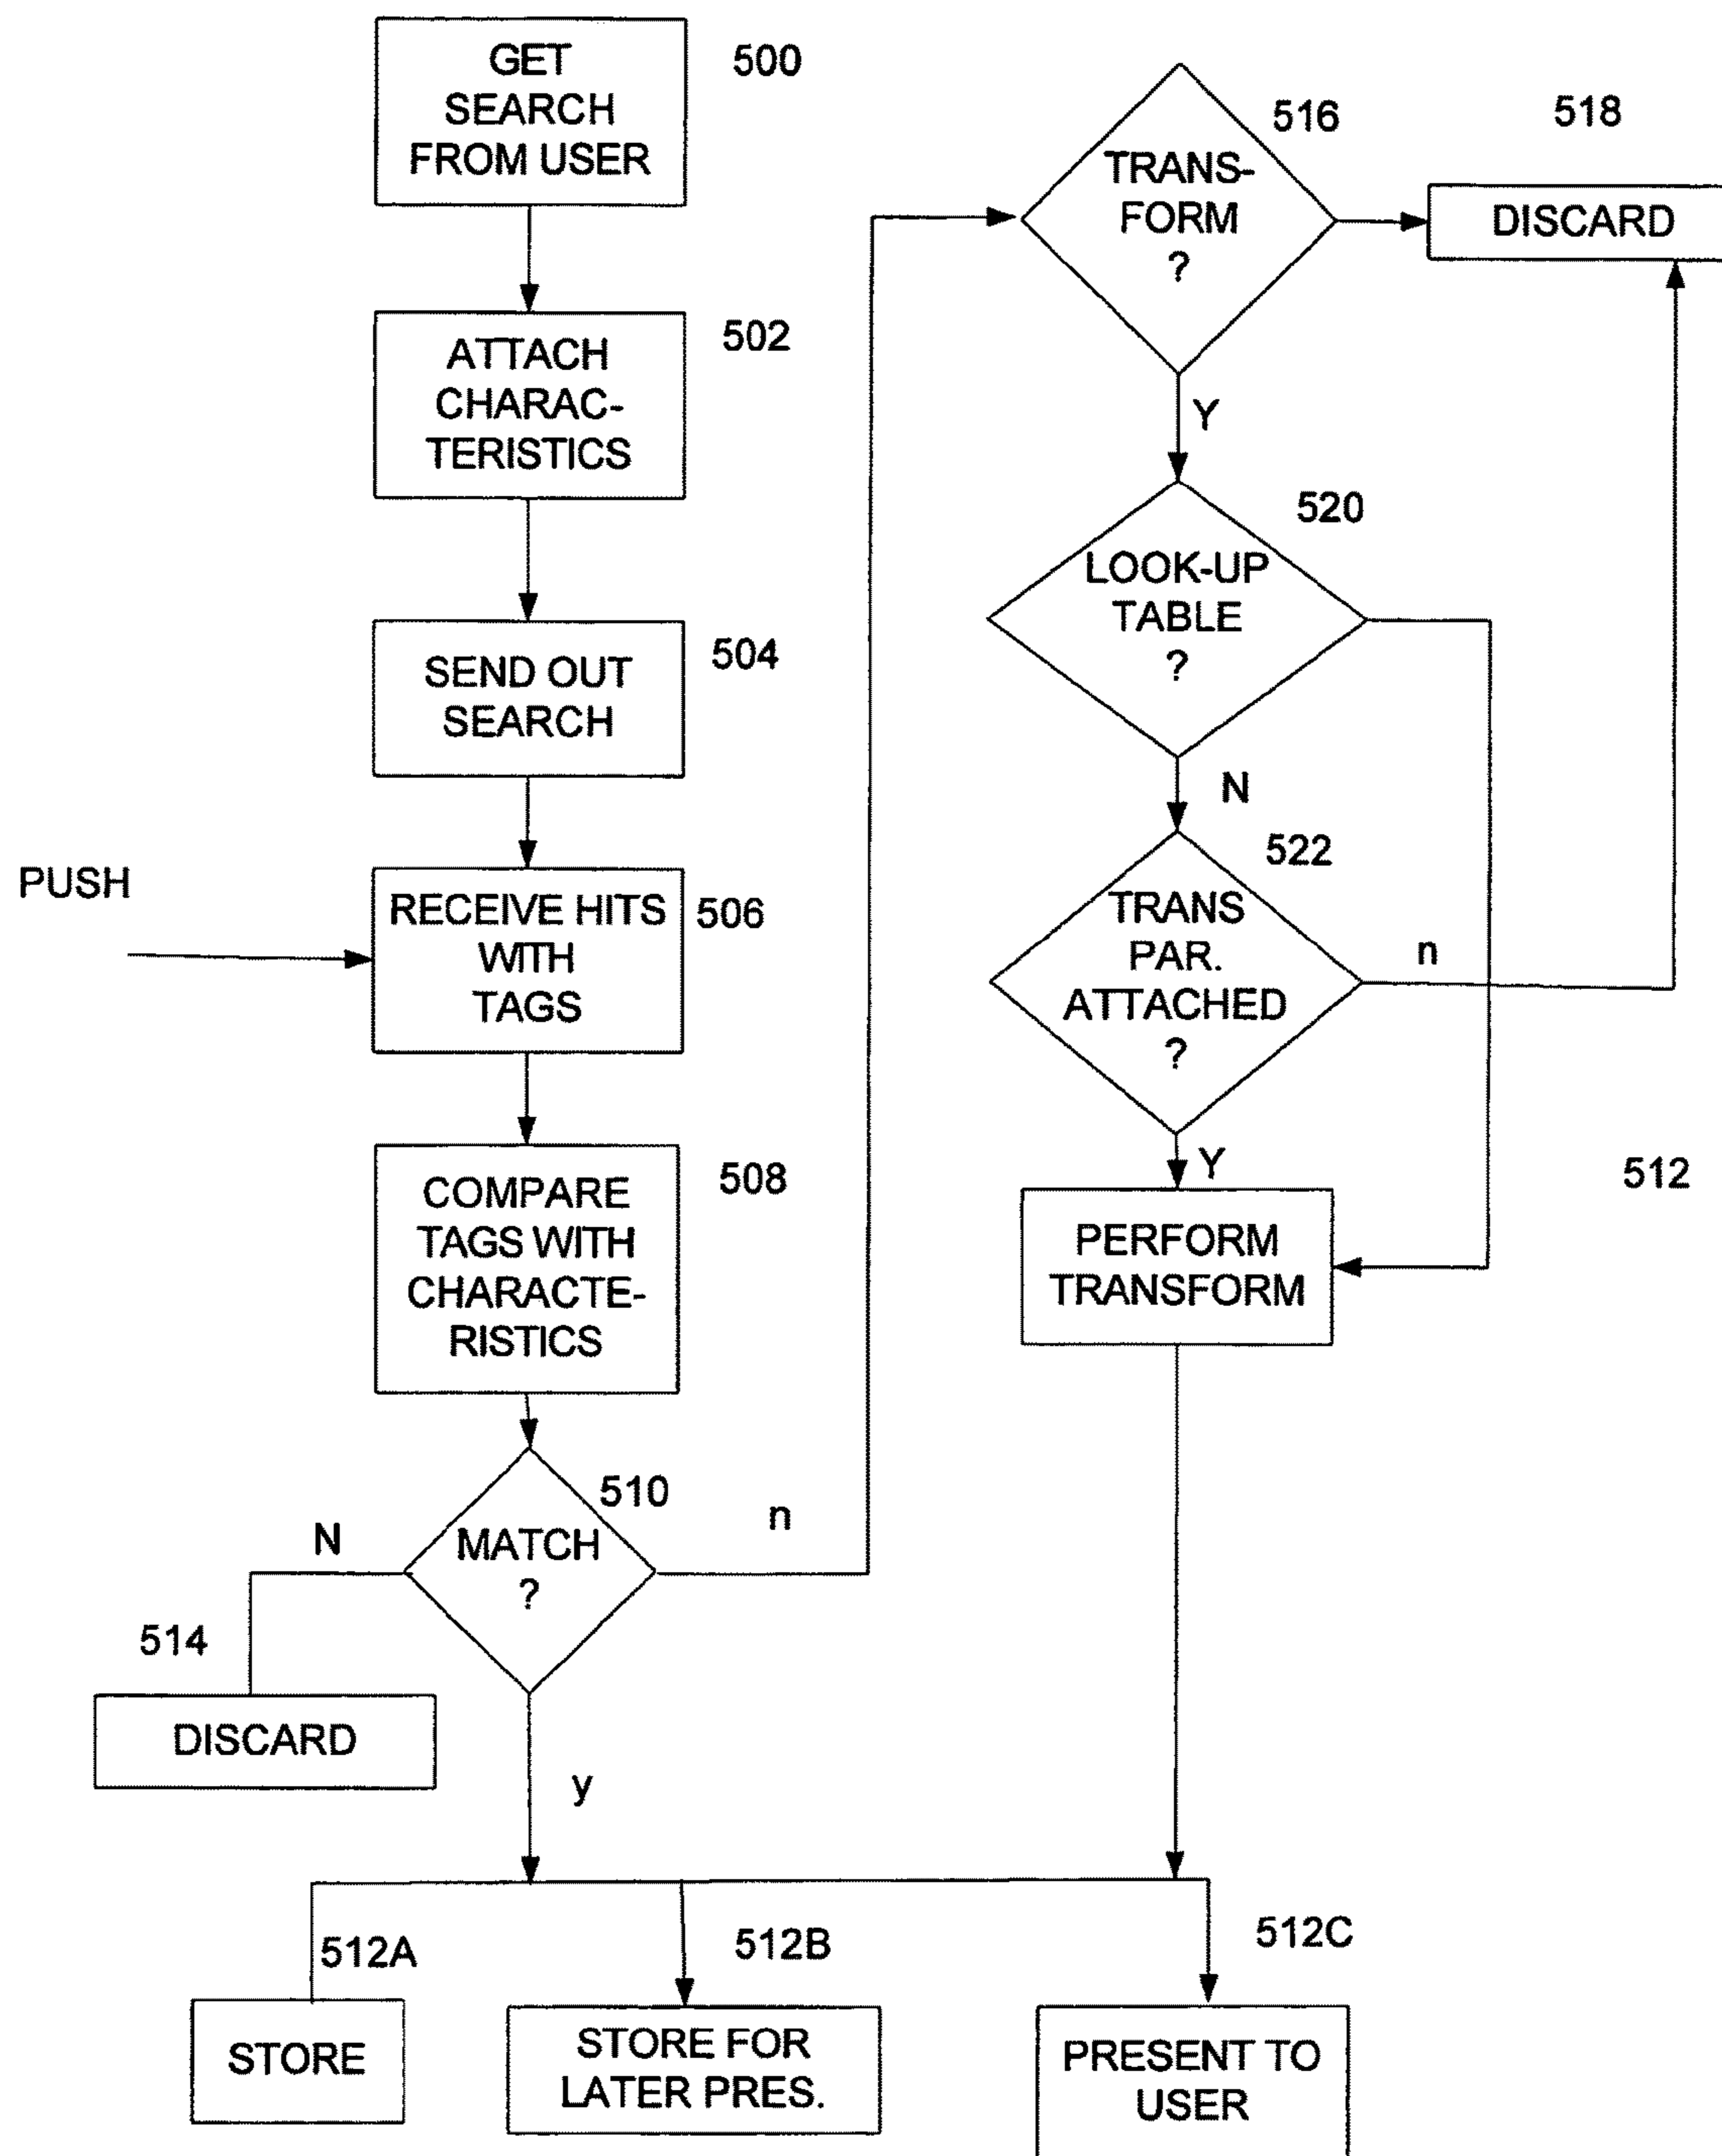 GET
SEARCH
FROM USER
500
ATTACH
CHARAC-
TERISTICS
502
SEND OUT
SEARCH
504
PUSH
RECEIVE HITS
WITH
TAGS
506
COMPARE
TAGS WITH
CHARACTE-
RISTICS
508
MATCH
?
510
N
n
514
DISCARD
y
TRANS-
FORM
?
516
518
DISCARD
Y
LOOK-UP
TABLE
?
520
N
TRANS
PAR.
ATTACHED
?
522
n
Y
PERFORM
TRANSFORM
512
512A
STORE
512B
STORE FOR
LATER PRES.
512C
PRESENT TO
USER